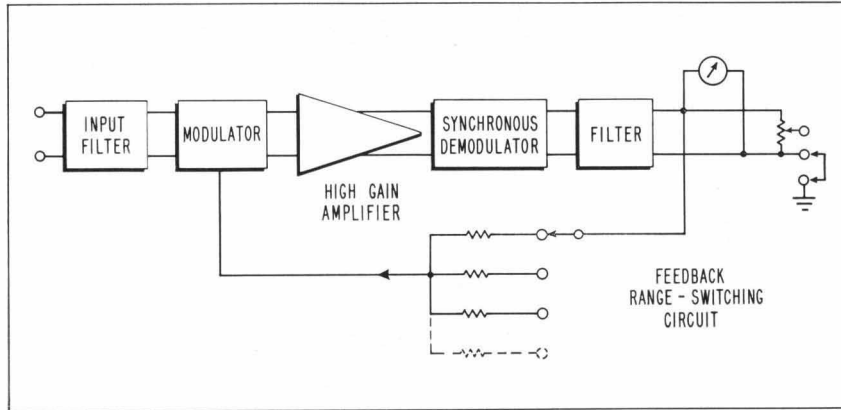 INPUT
FILTER
MODULATOR
HIGH GAIN
AMPLIFIER
SYNCHRONOUS
DEMODULATOR
FILTER
FEEDBACK
RANGE - SWITCHING
CIRCUIT